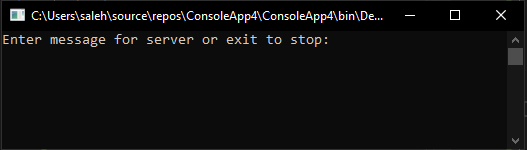 C:\Users\saleh\source\repos\ConsoleApp4\ConsoleApp4\bin\De...
Enter message for server or exit to stop: